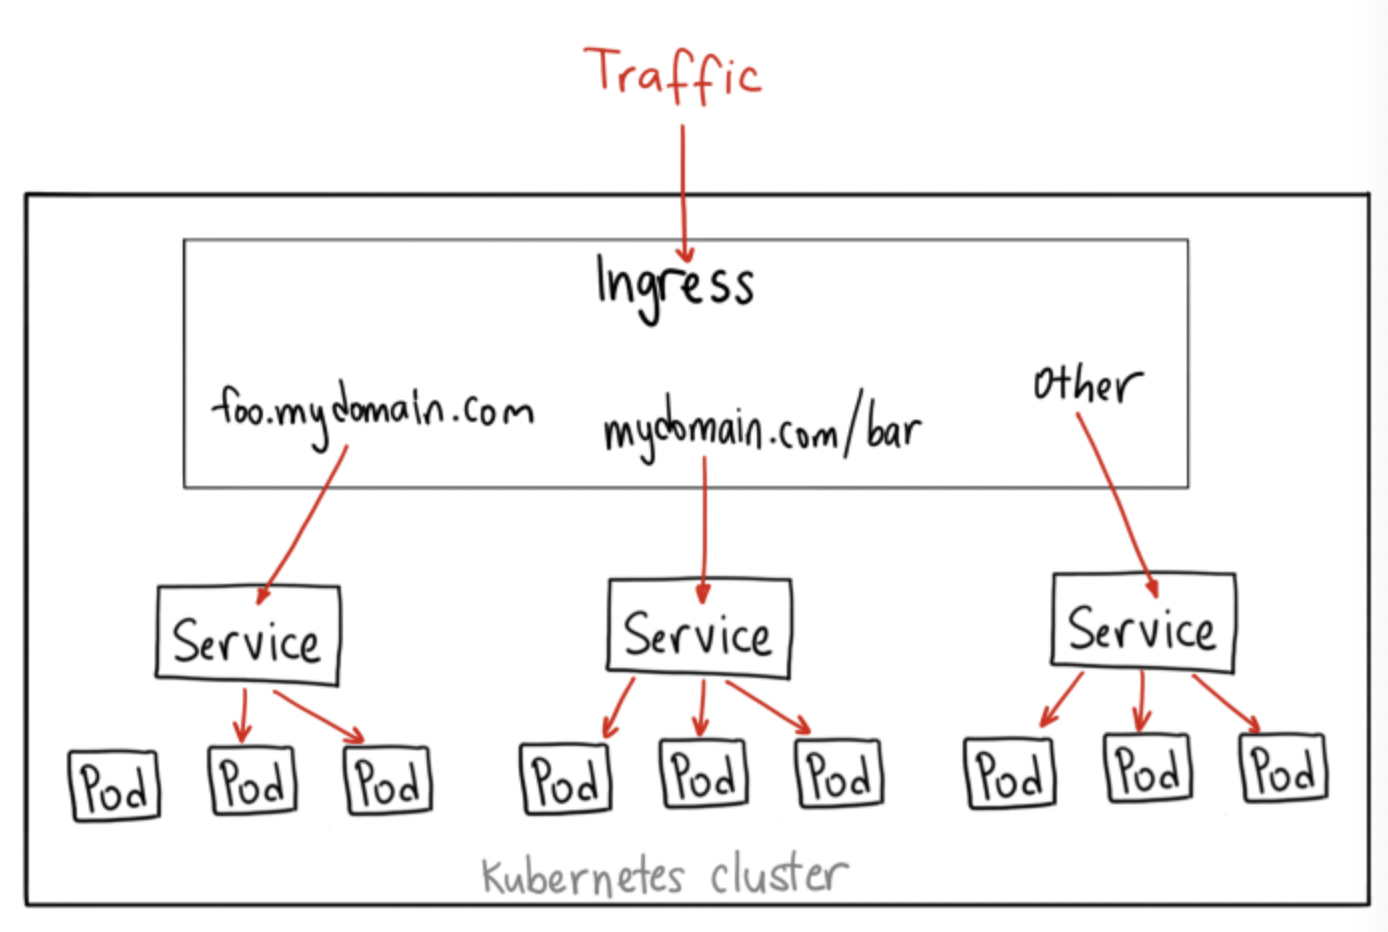 Traffic
Ingress
foo.mydomain.com
mydomain.com/bar
other
Service
Service
Service
Pod
Pod
Pod
Pod
Pod
Pod
Pod
Pod
Pod
Kubernetes cluster